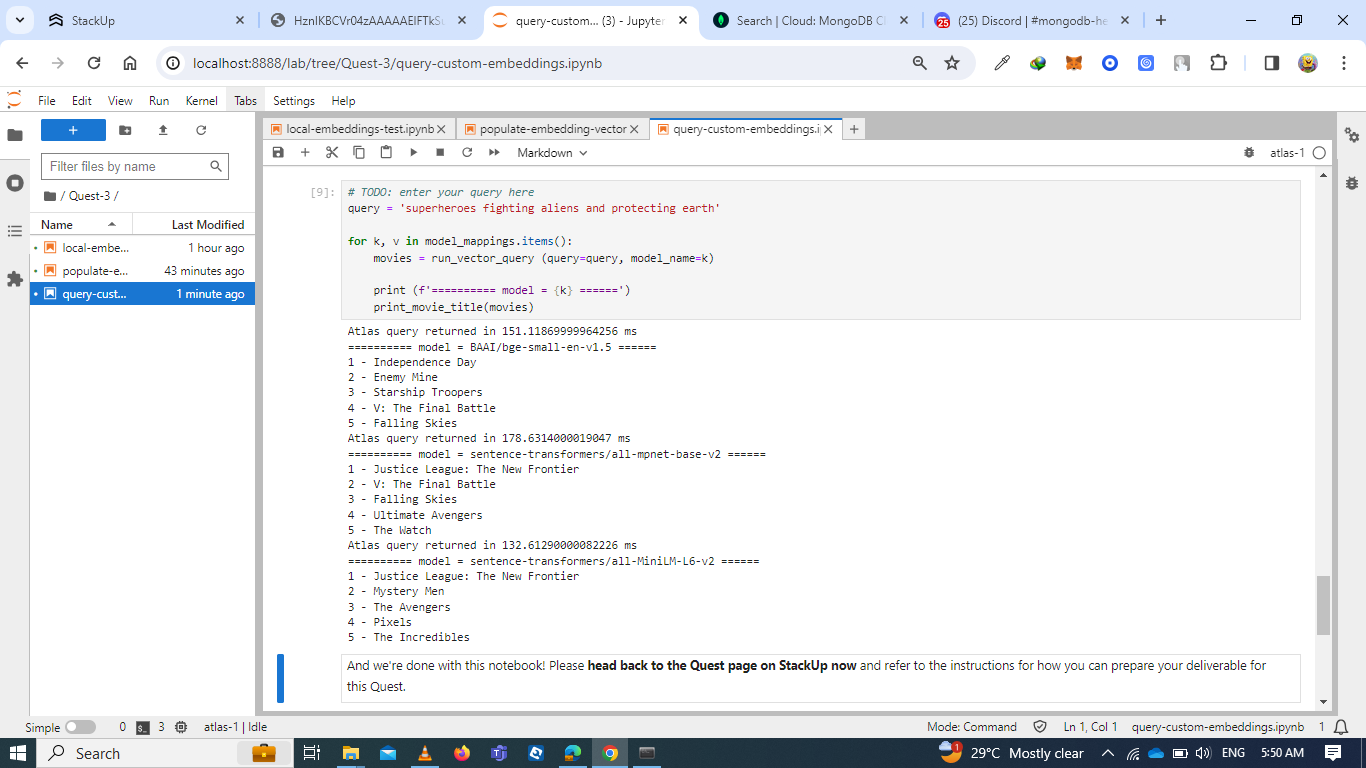 StackUp
HznIKBCVr04zAAAAAElFTkSu
query-custom... (3) - Jupyter
Search | Cloud: MongoDB Cl
(25) Discord | #mongodb-he
localhost:8888/lab/tree/Quest-3/query-custom-embeddings.ipynb
File Edit View Run Kernel Tabs Settings Help
local-embeddings-test.ipynb
populate-embedding-vector
query-custom-embeddings.i
Markdown
atlas-1
Filter files by name
/ Quest-3 /
Name Last Modified
local-embe... 1 hour ago
populate-e... 43 minutes ago
query-cust... 1 minute ago
[9]:
# TODO: enter your query here
query = 'superheroes fighting aliens and protecting earth'
for k, v in model_mappings.items():
movies = run_vector_query (query=query, model_name=k)
print (f'========== model = {k} ======')
print_movie_title(movies)
Atlas query returned in 151.11869999964256 ms
========== model = BAAI/bge-small-en-v1.5 ======
1 - Independence Day
2 - Enemy Mine
3 - Starship Troopers
4 - V: The Final Battle
5 - Falling Skies
Atlas query returned in 178.6314000019047 ms
========== model = sentence-transformers/all-mpnet-base-v2 ======
1 - Justice League: The New Frontier
2 - V: The Final Battle
3 - Falling Skies
4 - Ultimate Avengers
5 - The Watch
Atlas query returned in 132.61290000082226 ms
========== model = sentence-transformers/all-MiniLM-L6-v2 ======
1 - Justice League: The New Frontier
2 - Mystery Men
3 - The Avengers
4 - Pixels
5 - The Incredibles
And we're done with this notebook! Please head back to the Quest page on StackUp now and refer to the instructions for how you can prepare your deliverable for
this Quest.
Simple 0 3 atlas-1 | Idle
Mode: Command Ln 1, Col 1 query-custom-embeddings.ipynb 1
Search
29°C Mostly clear ENG 5:50 AM